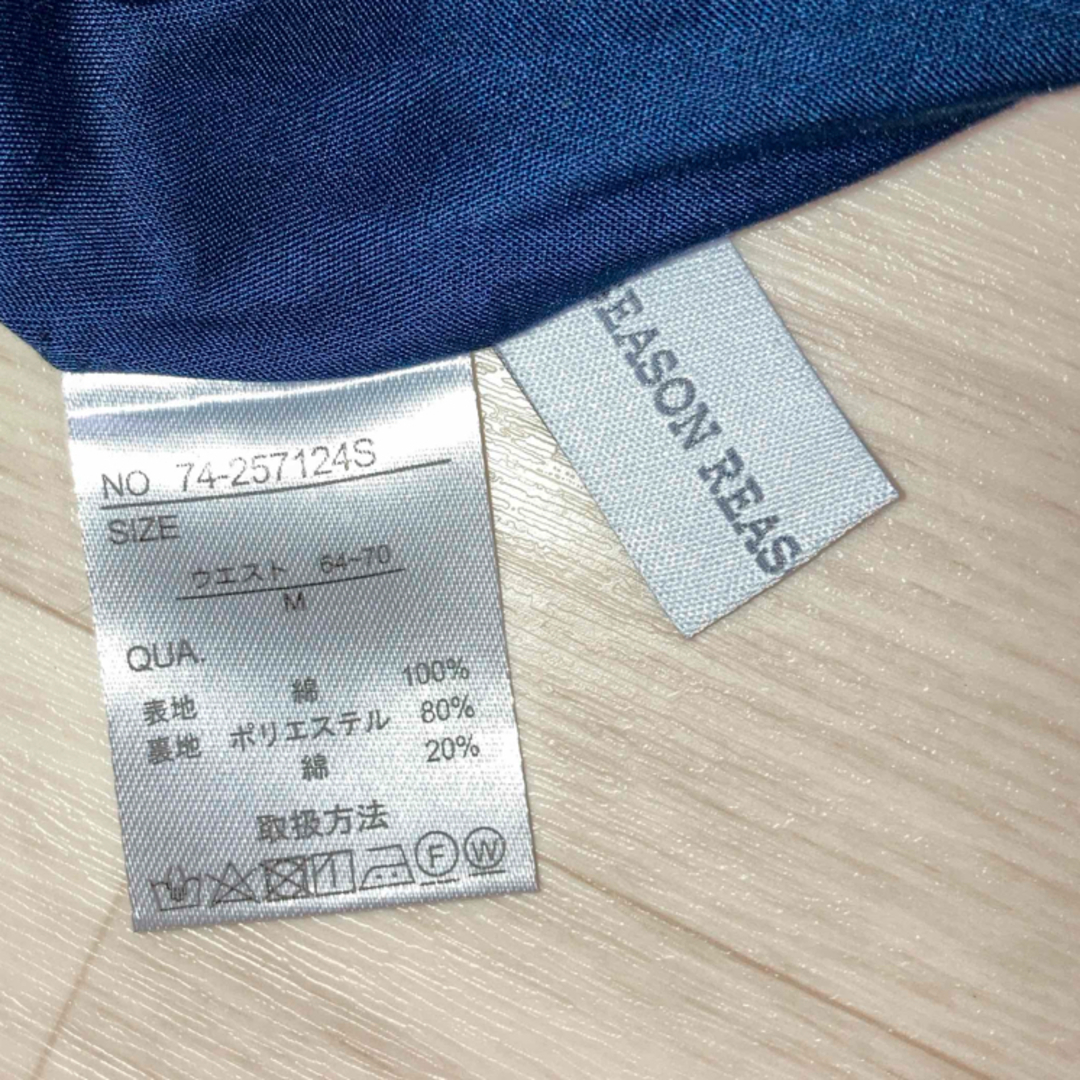 NO 74-257124S
SIZE
ウエスト 64~70
M
QUA.
表地 綿 100%
裏地 ポリエステル 80%
綿 20%
取扱方法
F W
EASON REAS